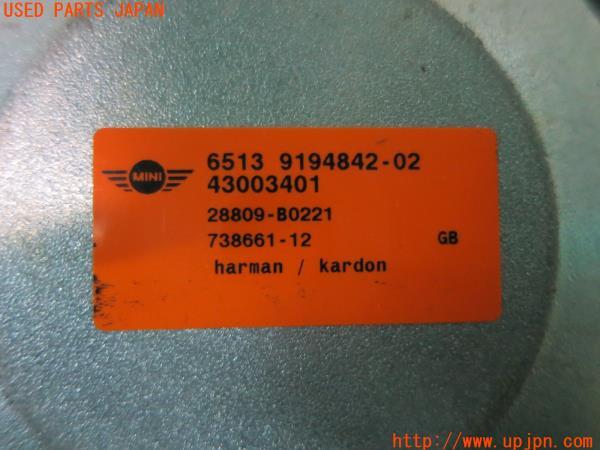 USED PARTS JAPAN
MINI
6513 9194842-02
43003401
28809-B0221
738661-12 GB
harman / kardon
http://www.upjpn.com